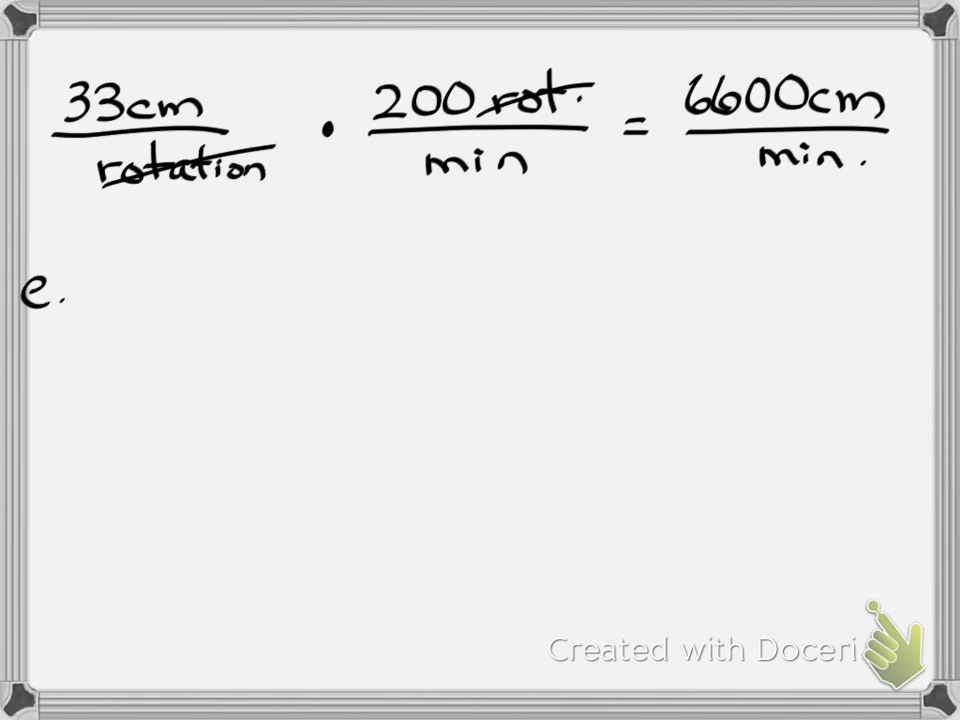 33cm/rotation · 200 rot./min = 6600cm/min.
e.
Created with Doceri